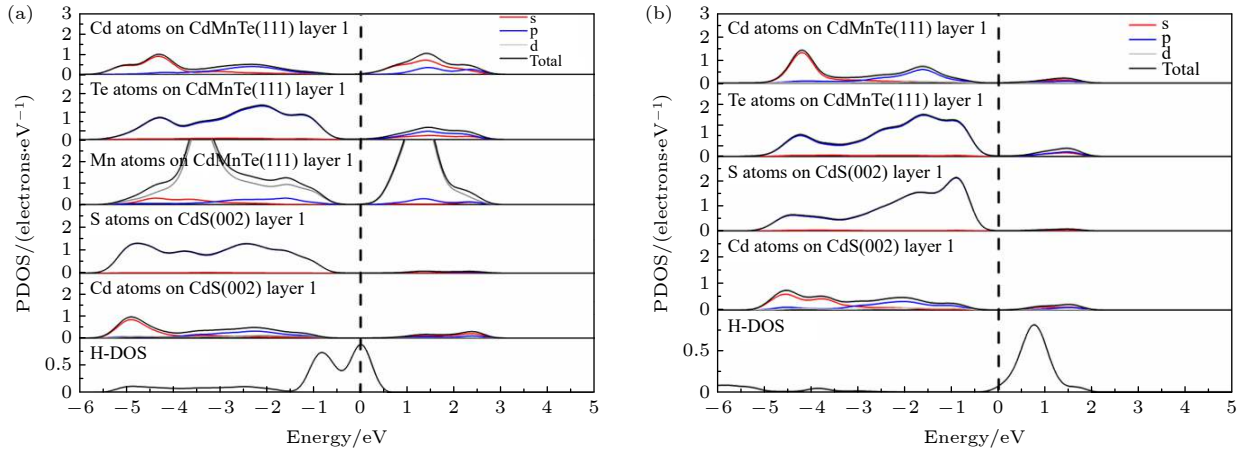 (a)
PDOS/(electrons·eV⁻¹)
3
2
1
0
Cd atoms on CdMnTe(111) layer 1
s
p
d
Total
2
1
0
Te atoms on CdMnTe(111) layer 1
2
1
0
Mn atoms on CdMnTe(111) layer 1
2
1
0
S atoms on CdS(002) layer 1
2
1
0
Cd atoms on CdS(002) layer 1
0.5
0
H-DOS
−6 −5 −4 −3 −2 −1 0 1 2 3 4 5
Energy/eV
(b)
PDOS/(electrons·eV⁻¹)
3
2
1
0
Cd atoms on CdMnTe(111) layer 1
s
p
d
Total
2
1
0
Te atoms on CdMnTe(111) layer 1
2
1
0
S atoms on CdS(002) layer 1
2
1
0
Cd atoms on CdS(002) layer 1
0.5
0
H-DOS
−6 −5 −4 −3 −2 −1 0 1 2 3 4 5
Energy/eV